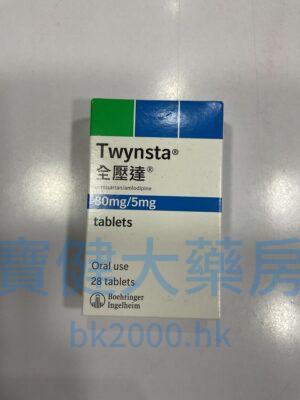 Twynsta®
全壓達®
telmisartan/amlodipine
80mg/5mg
tablets
寶健大藥房
Oral use
28 tablets
Boehringer
Ingelheim
bk2000.hk